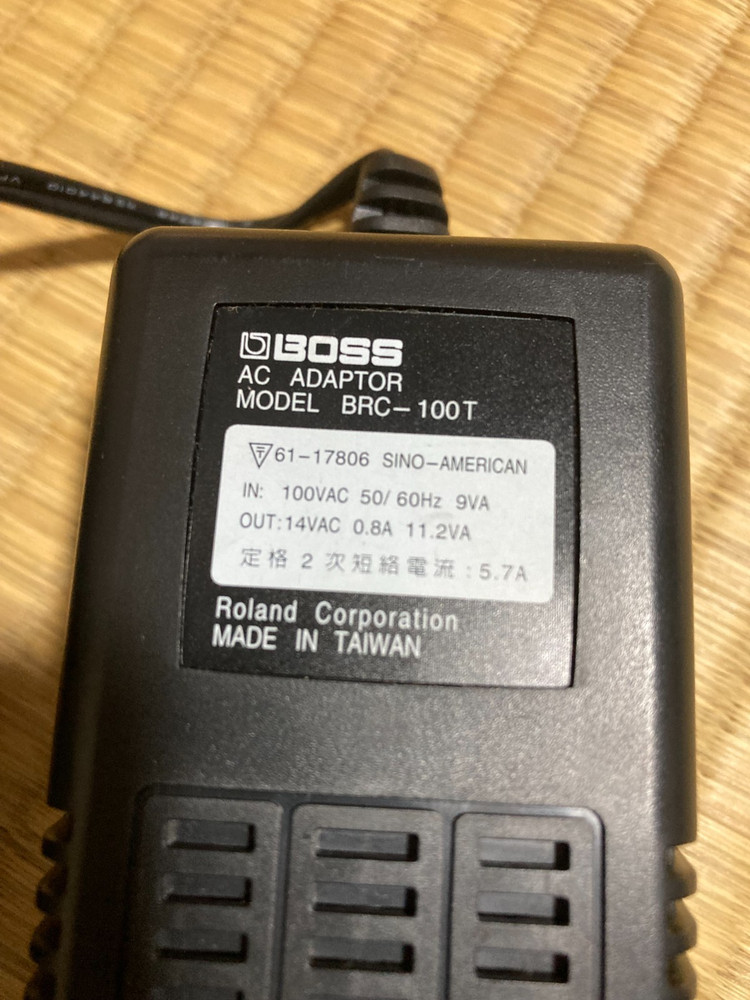 BOSS
AC ADAPTOR
MODEL BRC-100T
61-17806 SINO-AMERICAN
IN: 100VAC 50/60Hz 9VA
OUT:14VAC 0.8A 11.2VA
定格2次短絡電流:5.7A
Roland Corporation
MADE IN TAIWAN